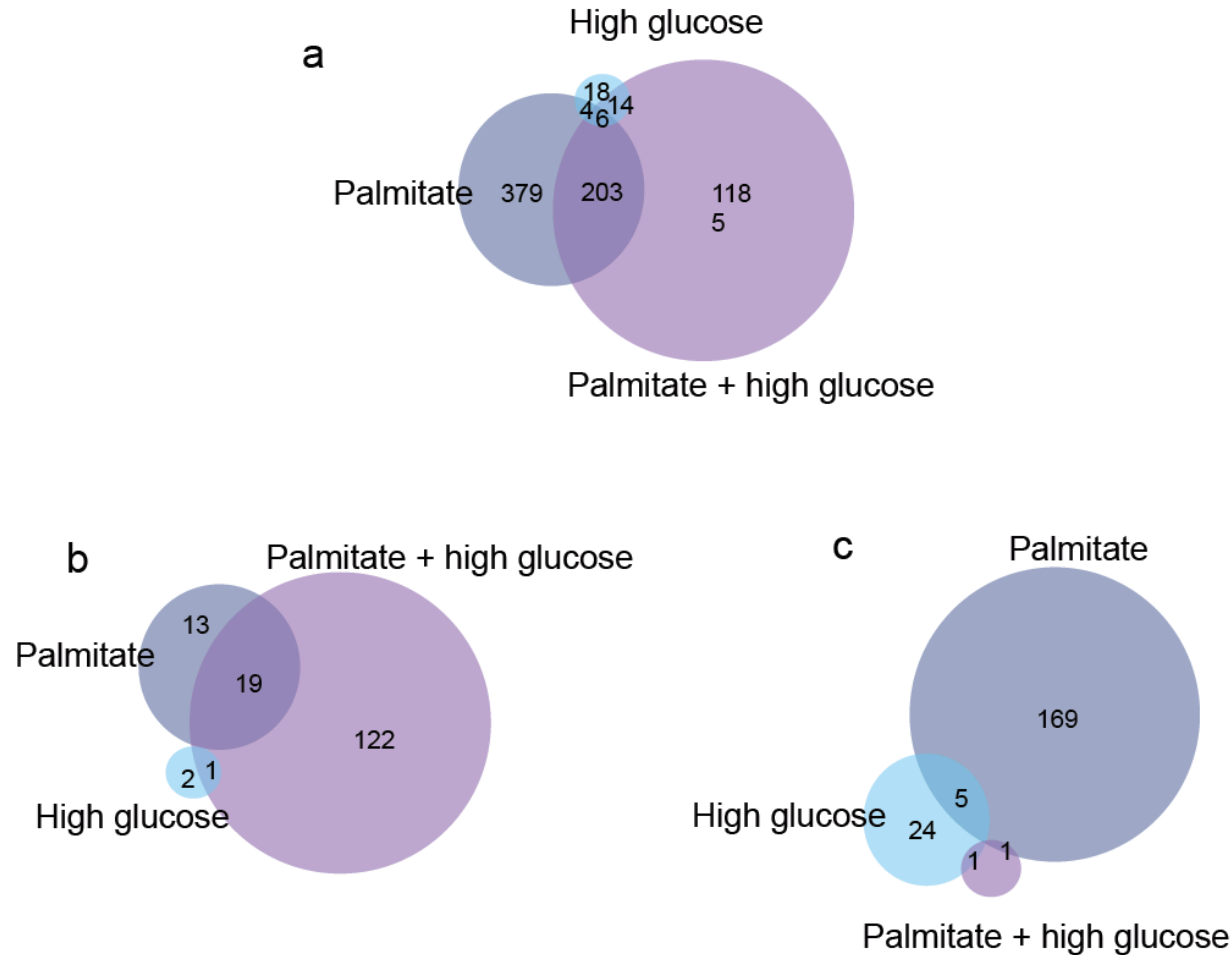 High glucose
a
18
4
14
6
Palmitate
379
203
118
5
Palmitate + high glucose
b
Palmitate + high glucose
13
Palmitate
19
122
2
1
High glucose
c
Palmitate
169
5
High glucose
24
1
1
Palmitate + high glucose